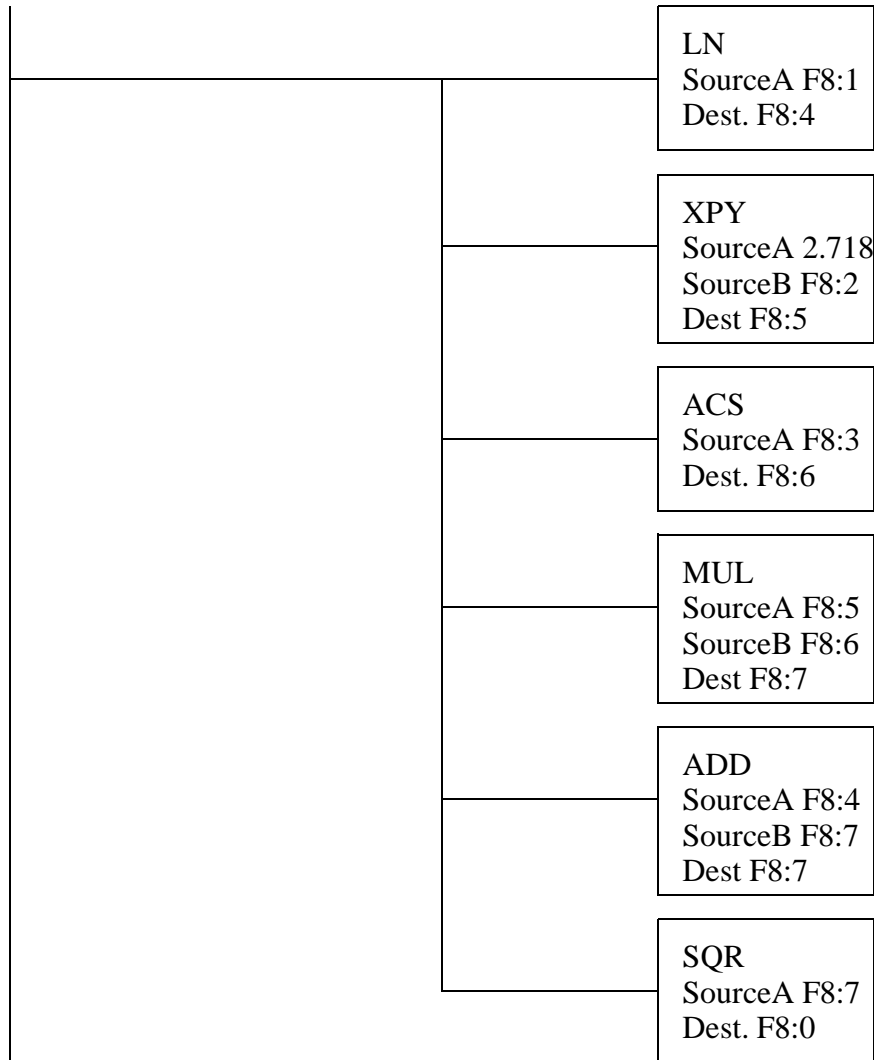 LN
SourceA F8:1
Dest. F8:4
XPY
SourceA 2.718
SourceB F8:2
Dest F8:5
ACS
SourceA F8:3
Dest. F8:6
MUL
SourceA F8:5
SourceB F8:6
Dest F8:7
ADD
SourceA F8:4
SourceB F8:7
Dest F8:7
SQR
SourceA F8:7
Dest. F8:0